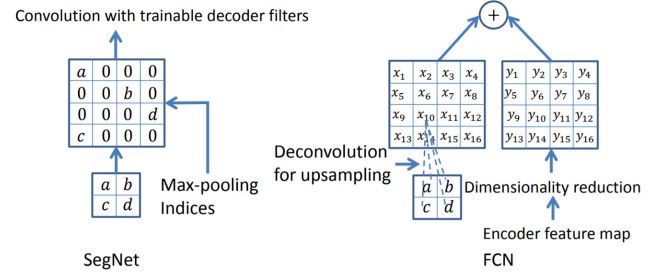 Convolution with trainable decoder filters
a 0 0 0
0 0 b 0
0 0 0 d
c 0 0 0
a b
c d
Max-pooling
Indices
SegNet
+
x₁ x₂ x₃ x₄
x₅ x₆ x₇ x₈
x₉ x₁₀ x₁₁ x₁₂
x₁₃ x₁₄ x₁₅ x₁₆
y₁ y₂ y₃ y₄
y₅ y₆ y₇ y₈
y₉ y₁₀ y₁₁ y₁₂
y₁₃ y₁₄ y₁₅ y₁₆
Deconvolution
for upsampling
a b
c d
Dimensionality reduction
Encoder feature map
FCN